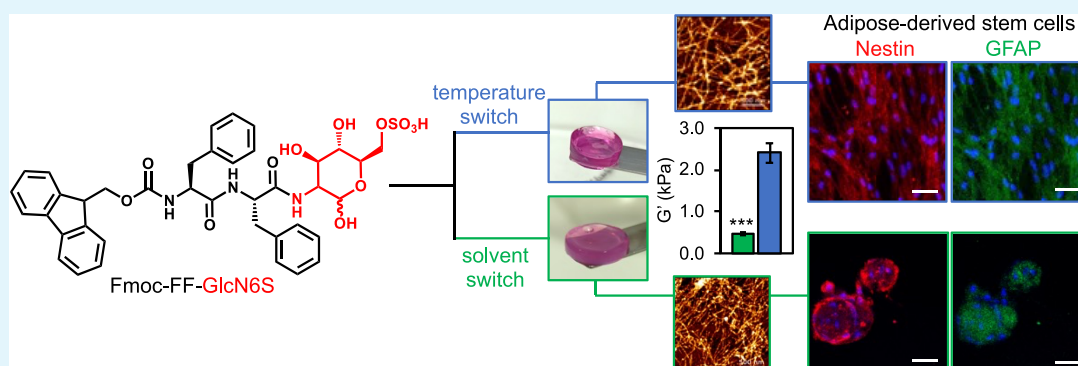 Adipose-derived stem cells
Nestin GFAP
temperature
switch
OH
OSO₃H
HO
HO
O
O
N
H
O
H
N
O
N
H
O
OH
G' (kPa)
3.0
2.0
1.0
0.0
***
solvent
switch
Fmoc-FF-GlcN6S